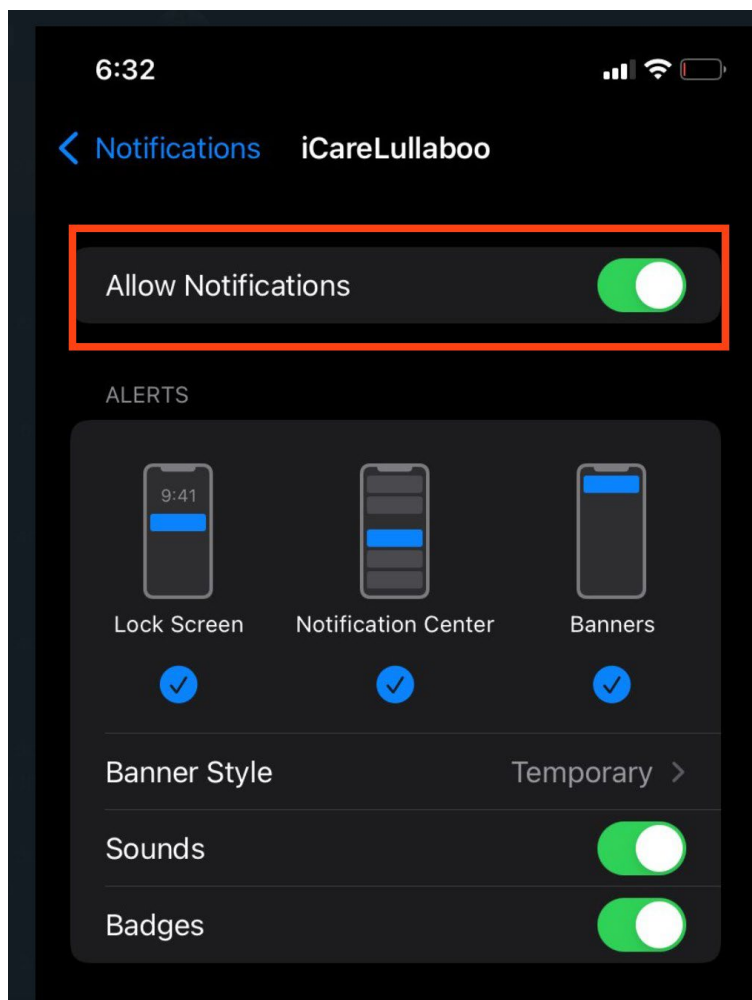 6:32
Notifications iCareLullaboo
Allow Notifications
ALERTS
9:41
Lock Screen Notification Center Banners
Banner Style Temporary
Sounds
Badges